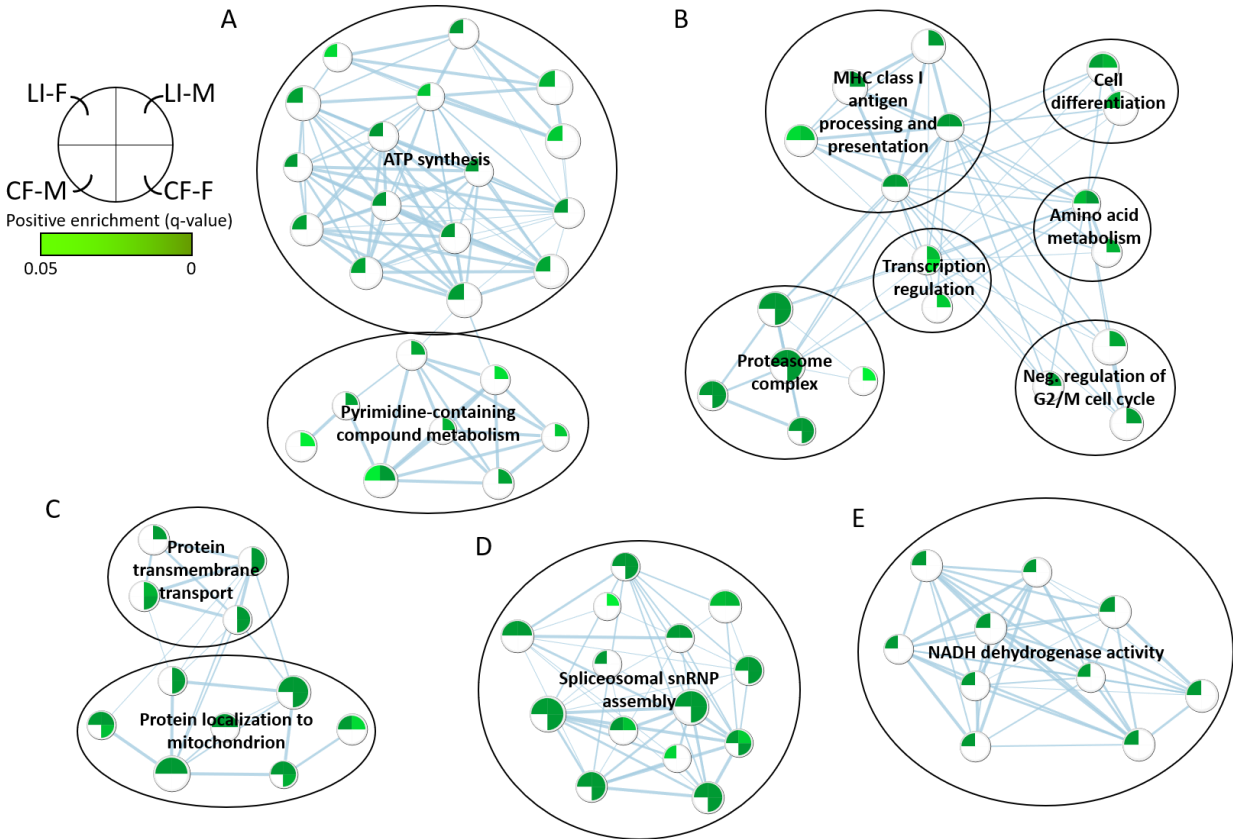 A
B
LI-F
LI-M
CF-M
CF-F
Positive enrichment (q-value)
0.05
0
ATP synthesis
Pyrimidine-containing
compound metabolism
MHC class I
antigen
processing and
presentation
Cell
differentiation
Amino acid
metabolism
Transcription
regulation
Proteasome
complex
Neg. regulation of
G2/M cell cycle
C
Protein
transmembrane
transport
Protein localization to
mitochondrion
D
Spliceosomal snRNP
assembly
E
NADH dehydrogenase activity